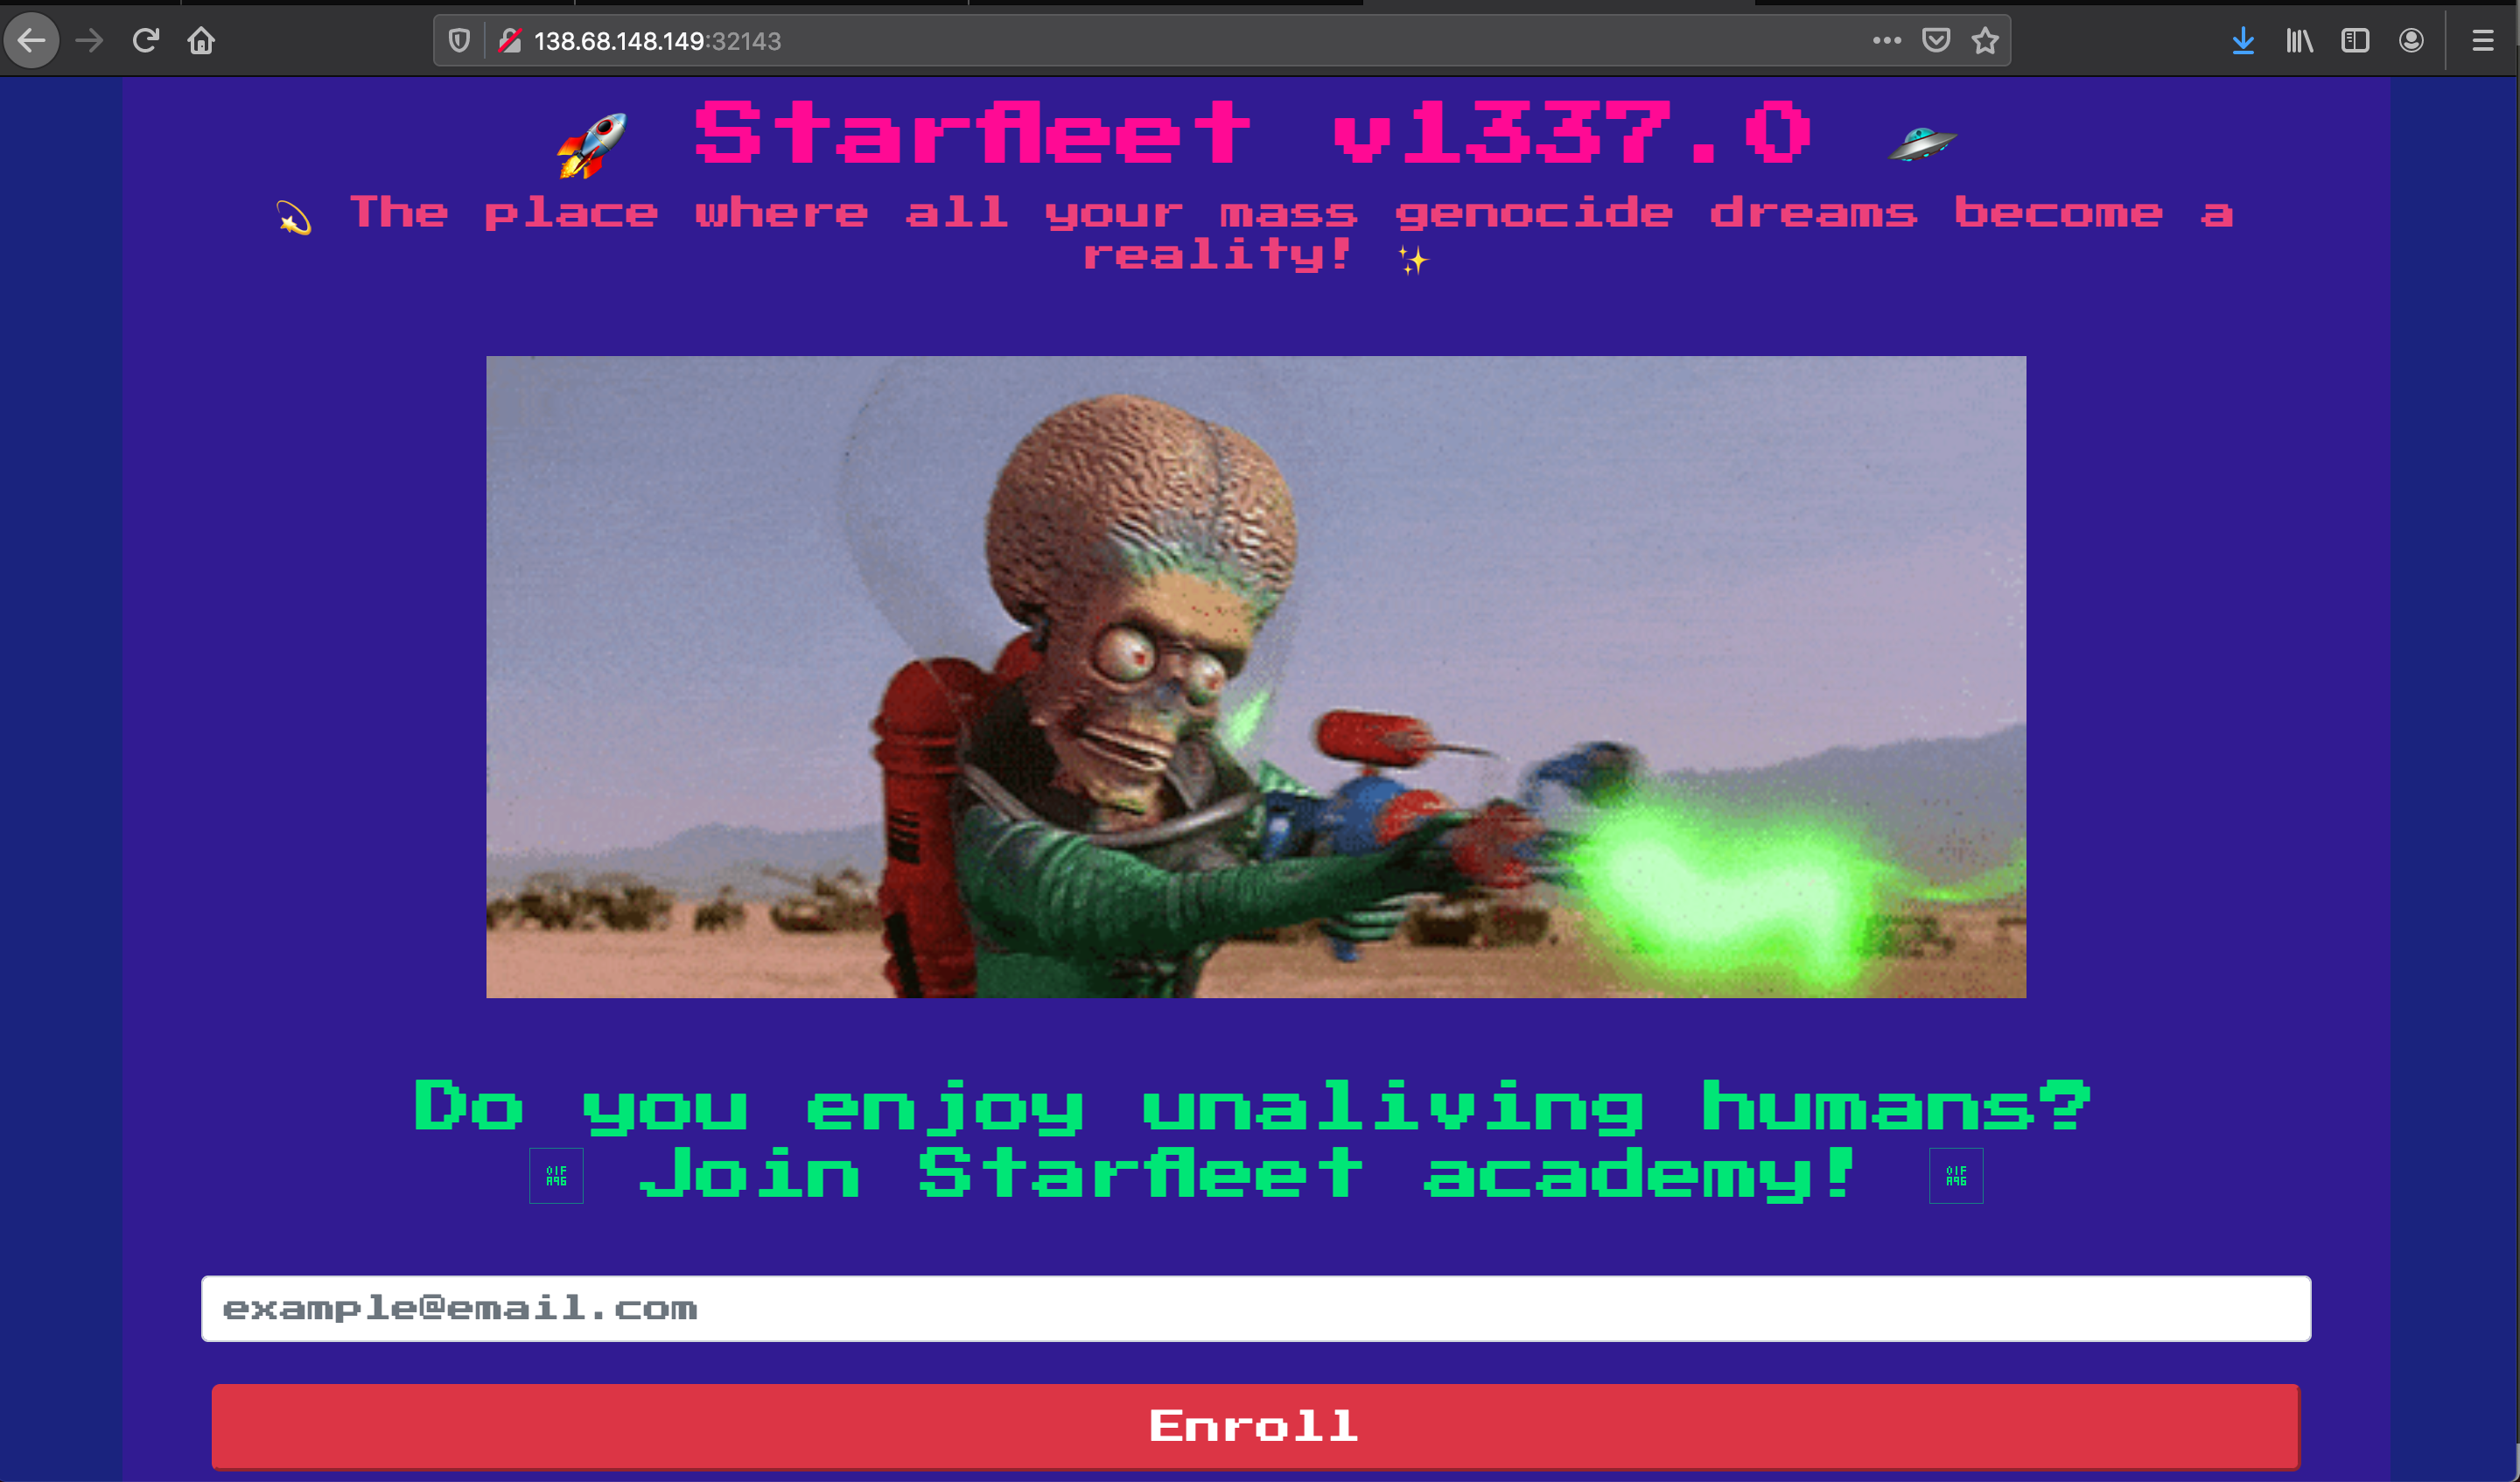 138.68.148.149:32143
Starfleet v1337.0
The place where all your mass genocide dreams become a
reality!
Do you enjoy unaliving humans?
Join Starfleet academy!
example@email.com
Enroll